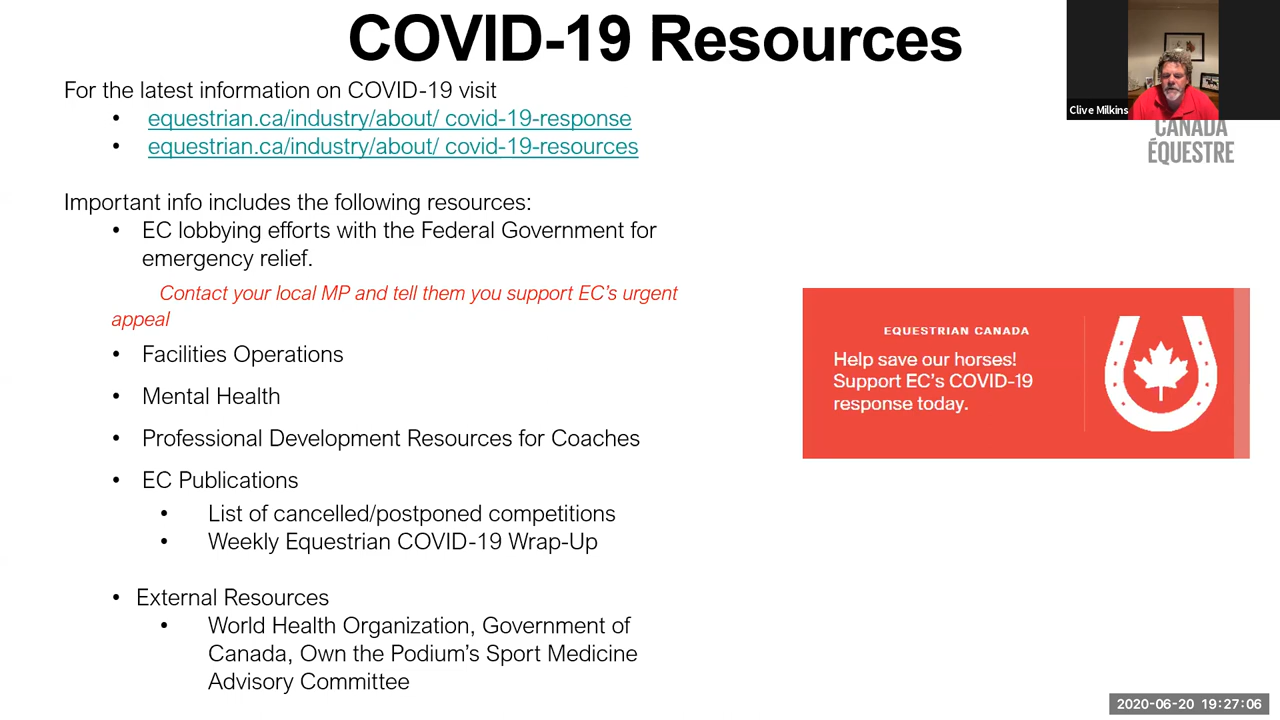 COVID-19 Resources
For the latest information on COVID-19 visit
• equestrian.ca/industry/about/ covid-19-response
• equestrian.ca/industry/about/ covid-19-resources
Important info includes the following resources:
• EC lobbying efforts with the Federal Government for
emergency relief.
Contact your local MP and tell them you support EC's urgent
appeal
• Facilities Operations
• Mental Health
• Professional Development Resources for Coaches
• EC Publications
• List of cancelled/postponed competitions
• Weekly Equestrian COVID-19 Wrap-Up
• External Resources
• World Health Organization, Government of
Canada, Own the Podium's Sport Medicine
Advisory Committee
Clive Milkins
CANADA
ÉQUESTRE
EQUESTRIAN CANADA
Help save our horses!
Support EC's COVID-19
response today.
2020-06-20 19:27:06